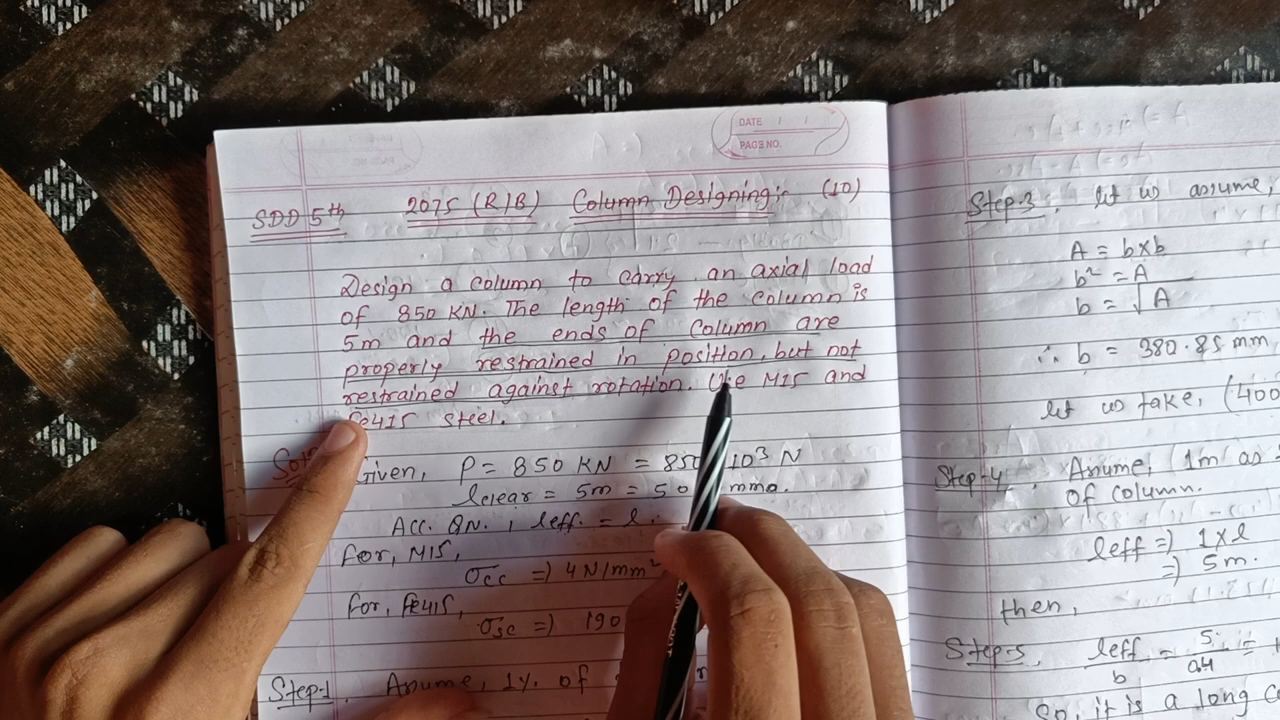 DATE / /
PAGE NO.
SDD 5th 2075 (R/B) Column Designing:- (10)
Design a column to carry an axial load
of 850 KN. The length of the column is
5m and the ends of column are
properly restrained in position, but not
restrained against rotation. Use M15 and
Fe415 steel.
Given, P = 850 KN = 850 10³ N
lclear = 5m = 50
Acc. QN., leff. = l.
For, M15,
σcc =) 4 N/mm²
For, Fe415,
σsc =) 190
Step-1. Assume, 1% of
Step-3. let us assume,
A = b×b
b² = A
b = √A
∴ b = 380.85 mm,
let us take, (400
Step-4. Assume, (1m as
of column.
leff =) 1×l
=) 5m.
then,
Step-5. leff/b = 5/0.4 =
So, it is a long